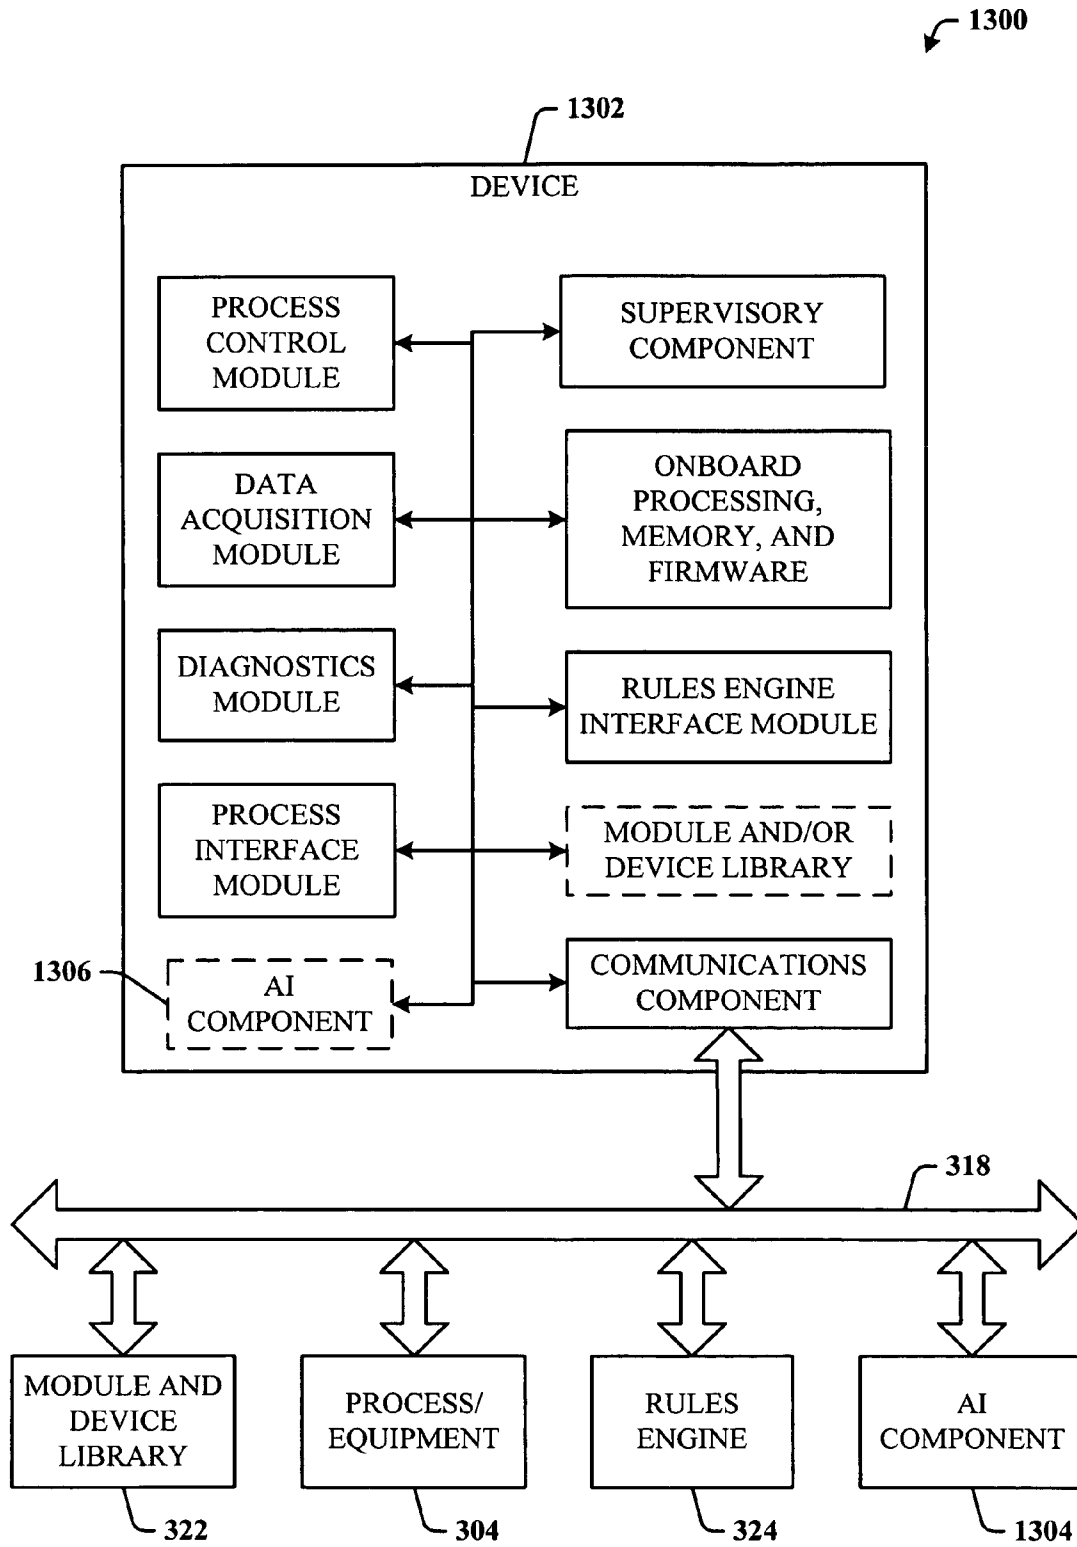 1300
1302
DEVICE
PROCESS
CONTROL
MODULE
SUPERVISORY
COMPONENT
DATA
ACQUISITION
MODULE
ONBOARD
PROCESSING,
MEMORY, AND
FIRMWARE
DIAGNOSTICS
MODULE
RULES ENGINE
INTERFACE MODULE
PROCESS
INTERFACE
MODULE
MODULE AND/OR
DEVICE LIBRARY
1306
AI
COMPONENT
COMMUNICATIONS
COMPONENT
318
MODULE AND
DEVICE
LIBRARY
PROCESS/
EQUIPMENT
RULES
ENGINE
AI
COMPONENT
322
304
324
1304